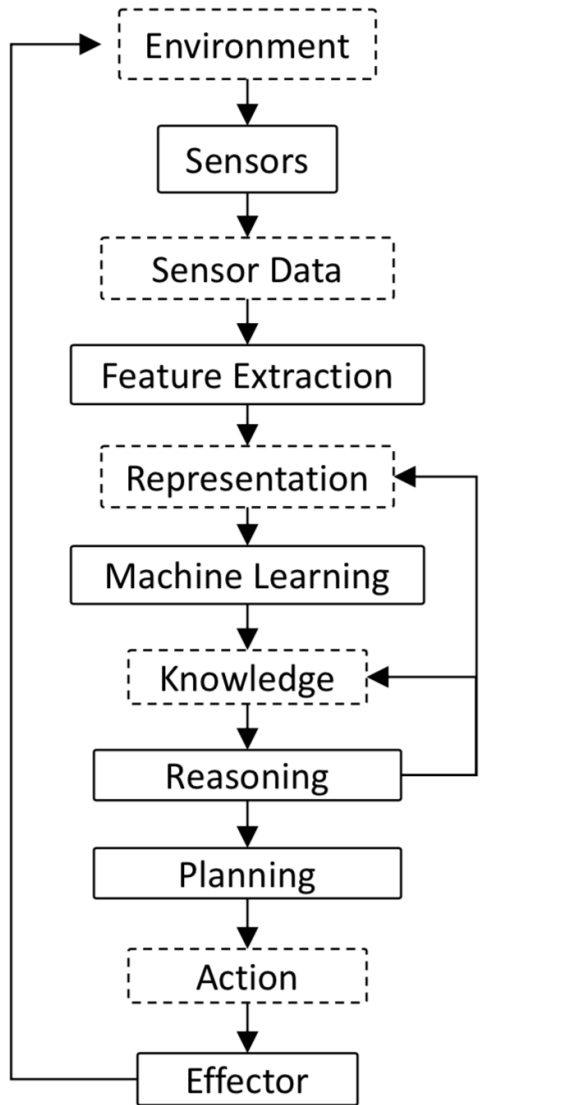 Environment
Sensors
Sensor Data
Feature Extraction
Representation
Machine Learning
Knowledge
Reasoning
Planning
Action
Effector